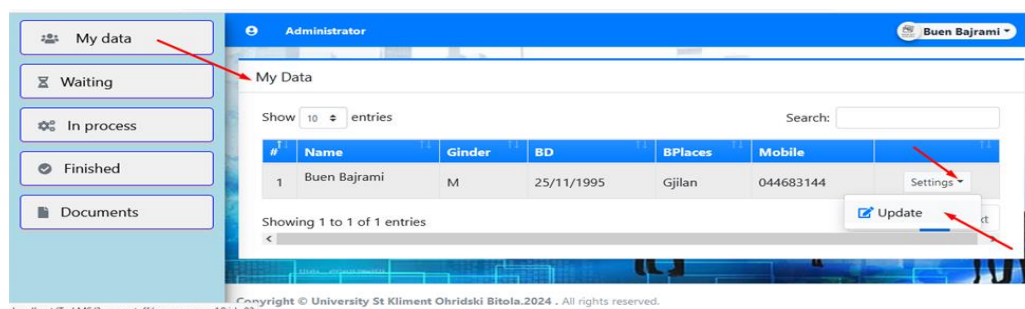 My data
Waiting
In process
Finished
Documents
Administrator
Buen Bajrami
My Data
Show 10 entries
Search:
# Name Ginder BD BPlaces Mobile
1 Buen Bajrami M 25/11/1995 Gjilan 044683144 Settings
Update
Showing 1 to 1 of 1 entries
Copyright © University St Kliment Ohridski Bitola.2024 . All rights reserved.